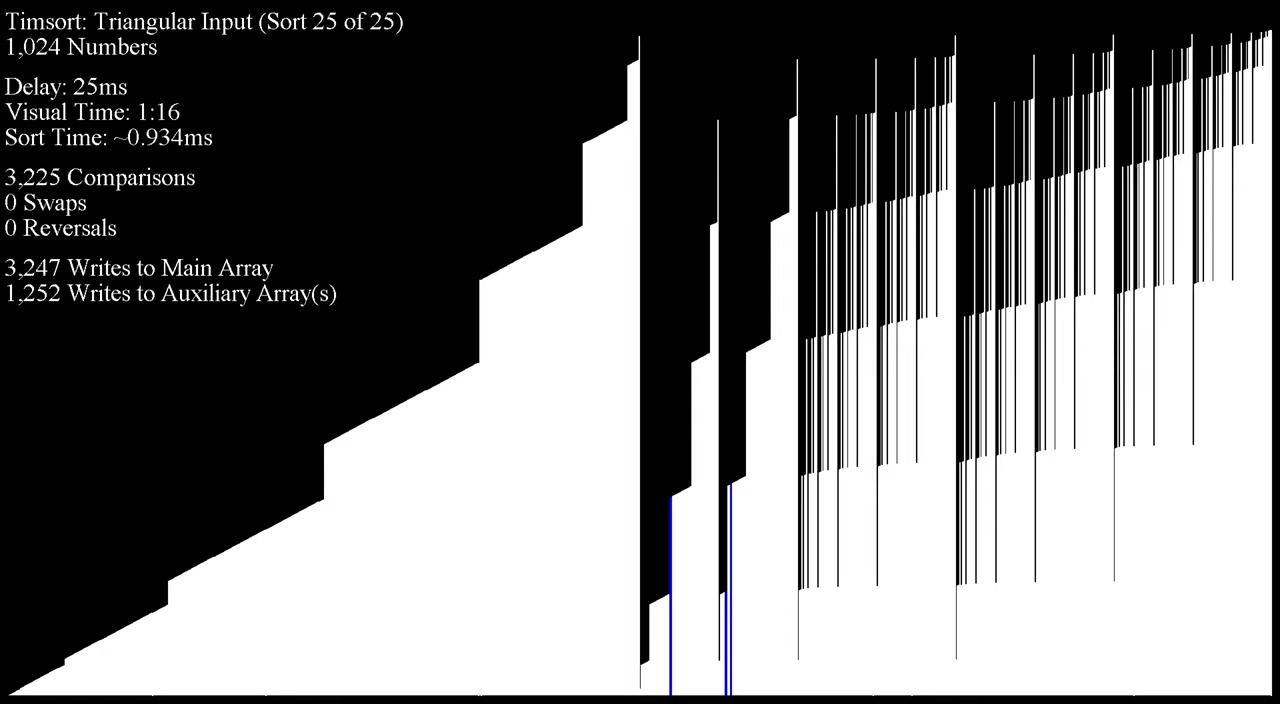 Timsort: Triangular Input (Sort 25 of 25)
1,024 Numbers
Delay: 25ms
Visual Time: 1:16
Sort Time: ~0.934ms
3,225 Comparisons
0 Swaps
0 Reversals
3,247 Writes to Main Array
1,252 Writes to Auxiliary Array(s)